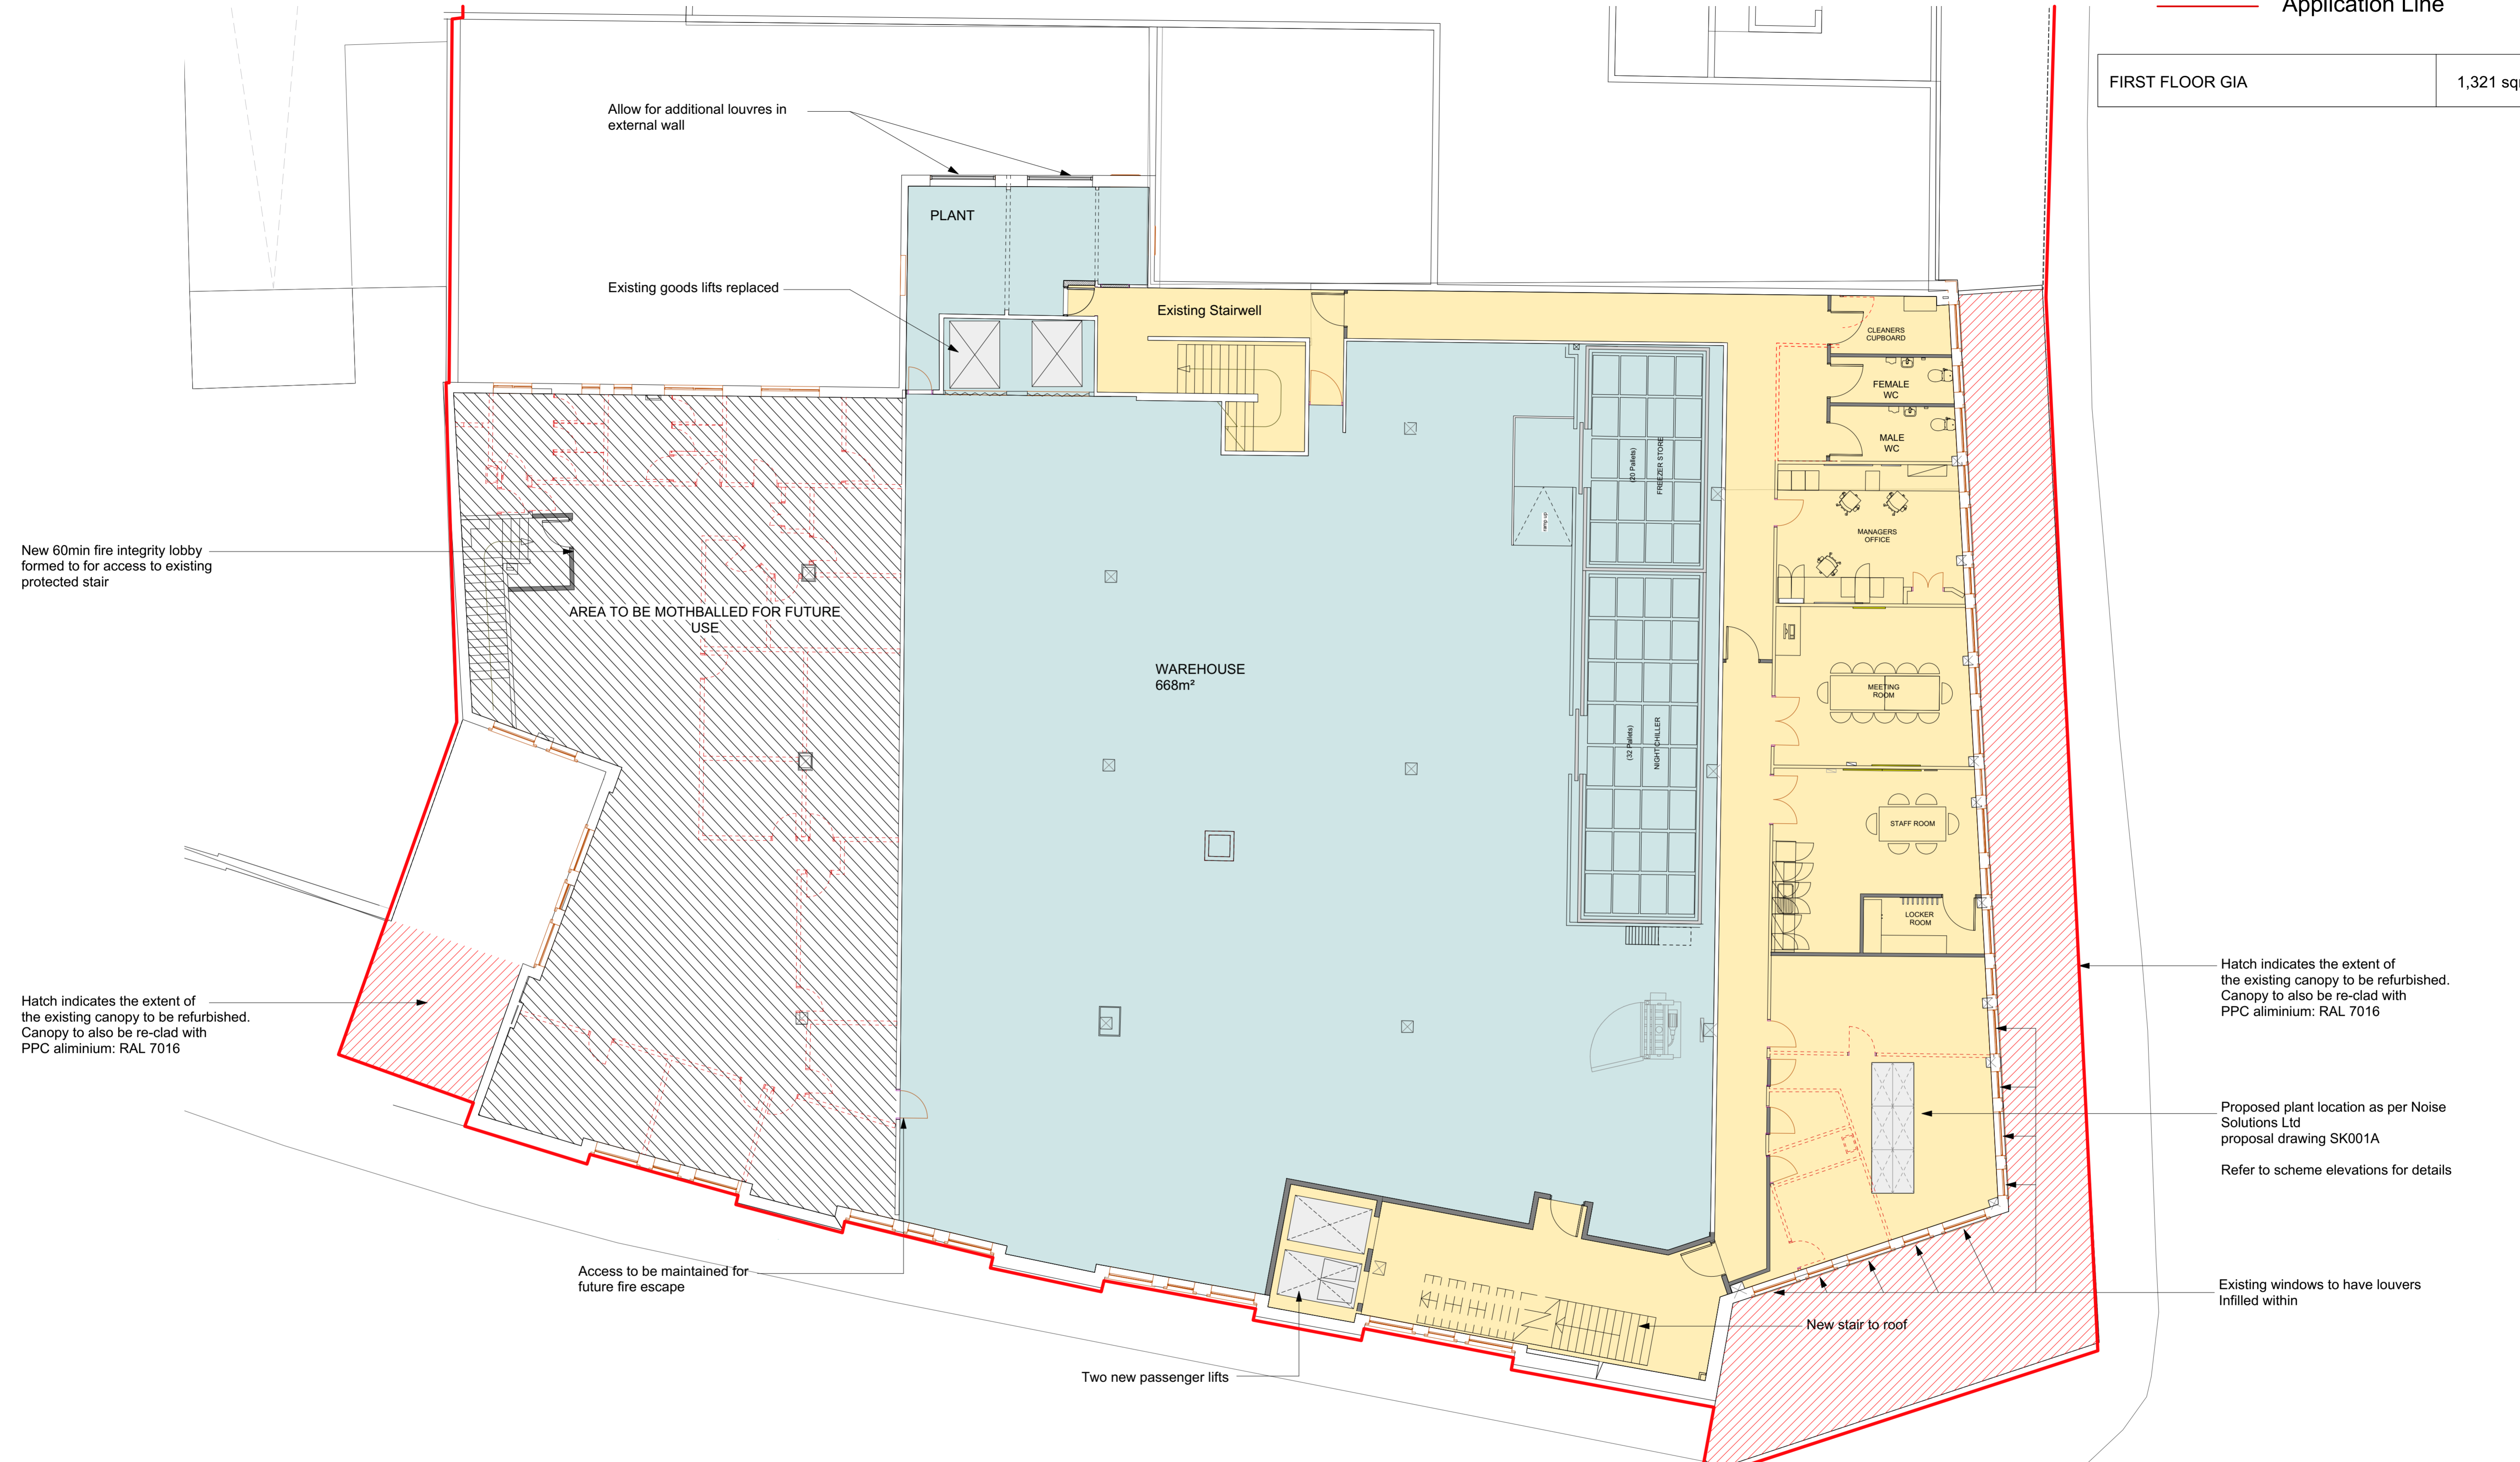 Application Line
FIRST FLOOR GIA
1,321 sq
Allow for additional louvres in
external wall
PLANT
Existing goods lifts replaced
Existing Stairwell
CLEANERS
CUPBOARD
FEMALE
WC
MALE
WC
(20 Pallets)
FREEZER STORE
ramp up
MANAGERS
OFFICE
New 60min fire integrity lobby
formed to for access to existing
protected stair
AREA TO BE MOTHBALLED FOR FUTURE
USE
WAREHOUSE
668m²
MEETING
ROOM
(32 Pallets)
NIGHT CHILLER
STAFF ROOM
LOCKER
ROOM
Hatch indicates the extent of
the existing canopy to be refurbished.
Canopy to also be re-clad with
PPC aliminium: RAL 7016
Hatch indicates the extent of
the existing canopy to be refurbished.
Canopy to also be re-clad with
PPC aliminium: RAL 7016
Proposed plant location as per Noise
Solutions Ltd
proposal drawing SK001A
Refer to scheme elevations for details
Access to be maintained for
future fire escape
Existing windows to have louvers
Infilled within
New stair to roof
Two new passenger lifts